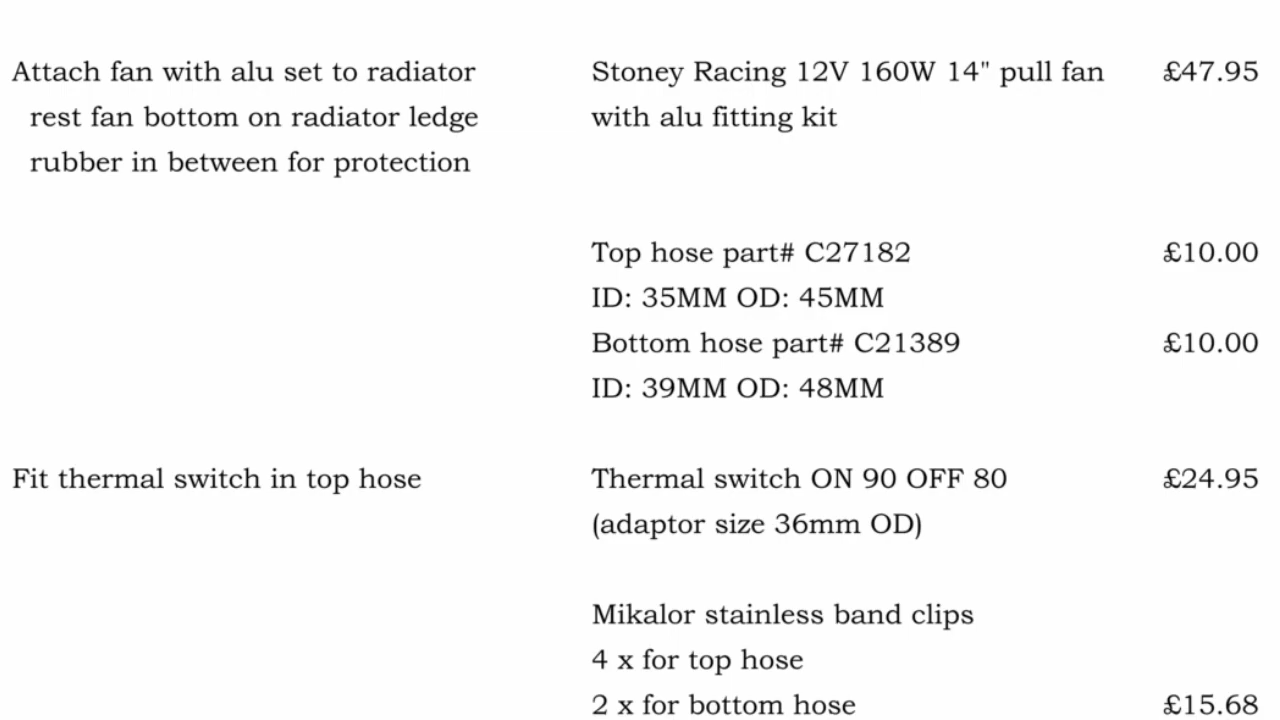 Attach fan with alu set to radiator Stoney Racing 12V 160W 14" pull fan £47.95
rest fan bottom on radiator ledge with alu fitting kit
rubber in between for protection
Top hose part# C27182 £10.00
ID: 35MM OD: 45MM
Bottom hose part# C21389 £10.00
ID: 39MM OD: 48MM
Fit thermal switch in top hose Thermal switch ON 90 OFF 80 £24.95
(adaptor size 36mm OD)
Mikalor stainless band clips
4 x for top hose
2 x for bottom hose £15.68